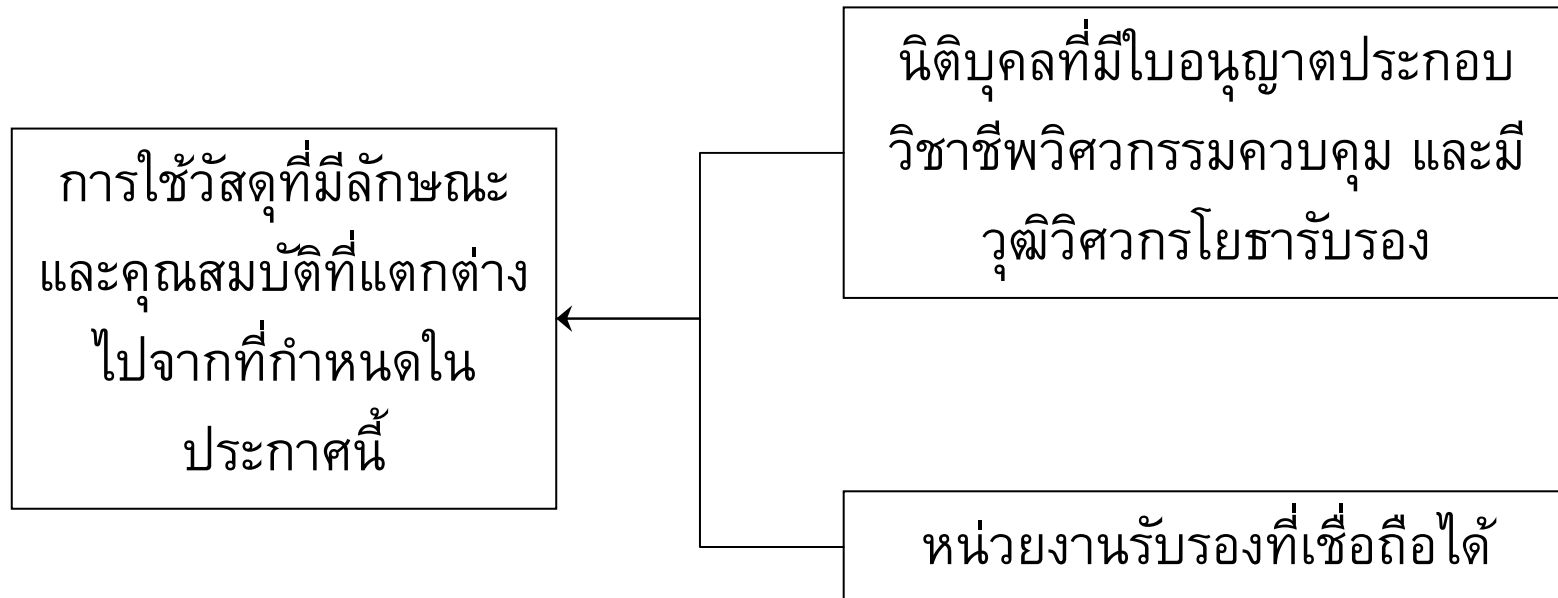 การใช้วัสดุที่มีลักษณะ
และคุณสมบัติที่แตกต่าง
ไปจากที่กำหนดใน
ประกาศนี้
นิติบุคลที่มีใบอนุญาตประกอบ
วิชาชีพวิศวกรรมควบคุม และมี
วุฒิวิศวกรโยธารับรอง
หน่วยงานรับรองที่เชื่อถือได้